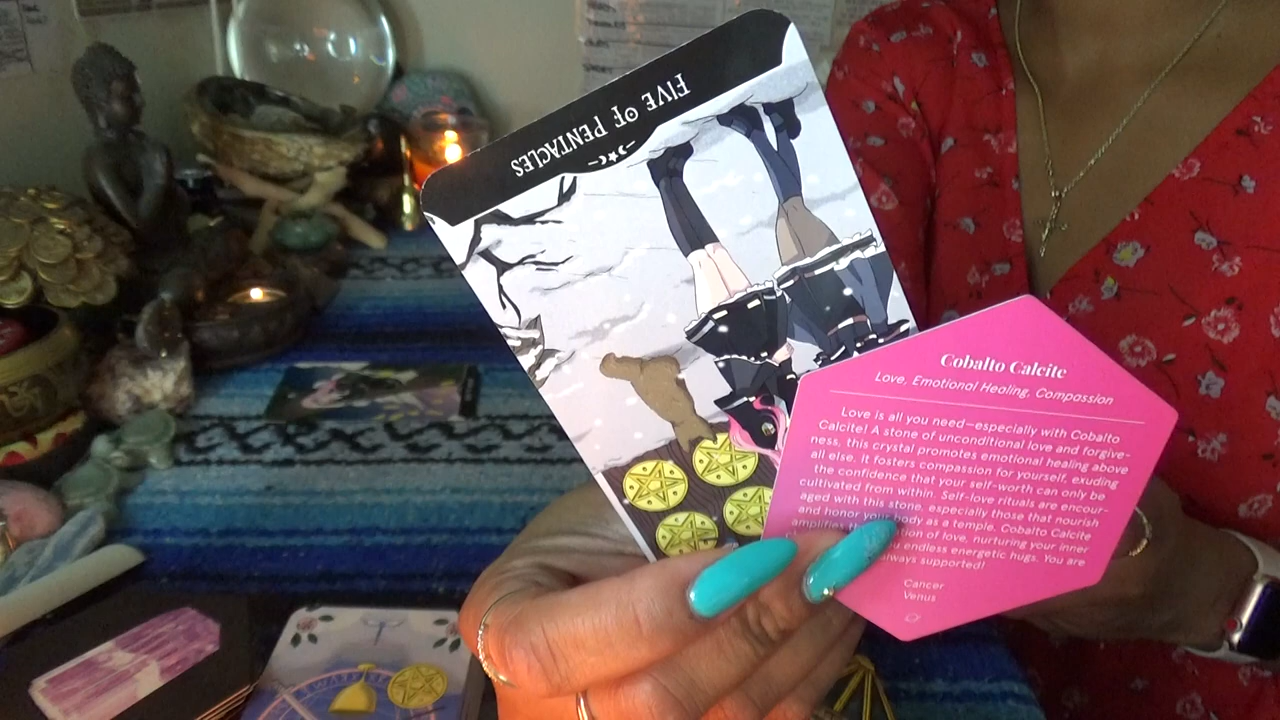 FIVE OF PENTACLES
Cobalto Calcite
Love, Emotional Healing, Compassion
Love is all you need—especially with Cobalto
Calcite! A stone of unconditional love and forgive-
ness, this crystal promotes emotional healing above
all else. It fosters compassion for yourself, exuding
the confidence that your self-worth can only be
cultivated from within. Self-love rituals are encour-
aged with this stone, especially those that nourish
and honor your body as a temple. Cobalto Calcite
amplifies of love, nurturing your inner
endless energetic hugs. You are
always supported!
Cancer
Venus